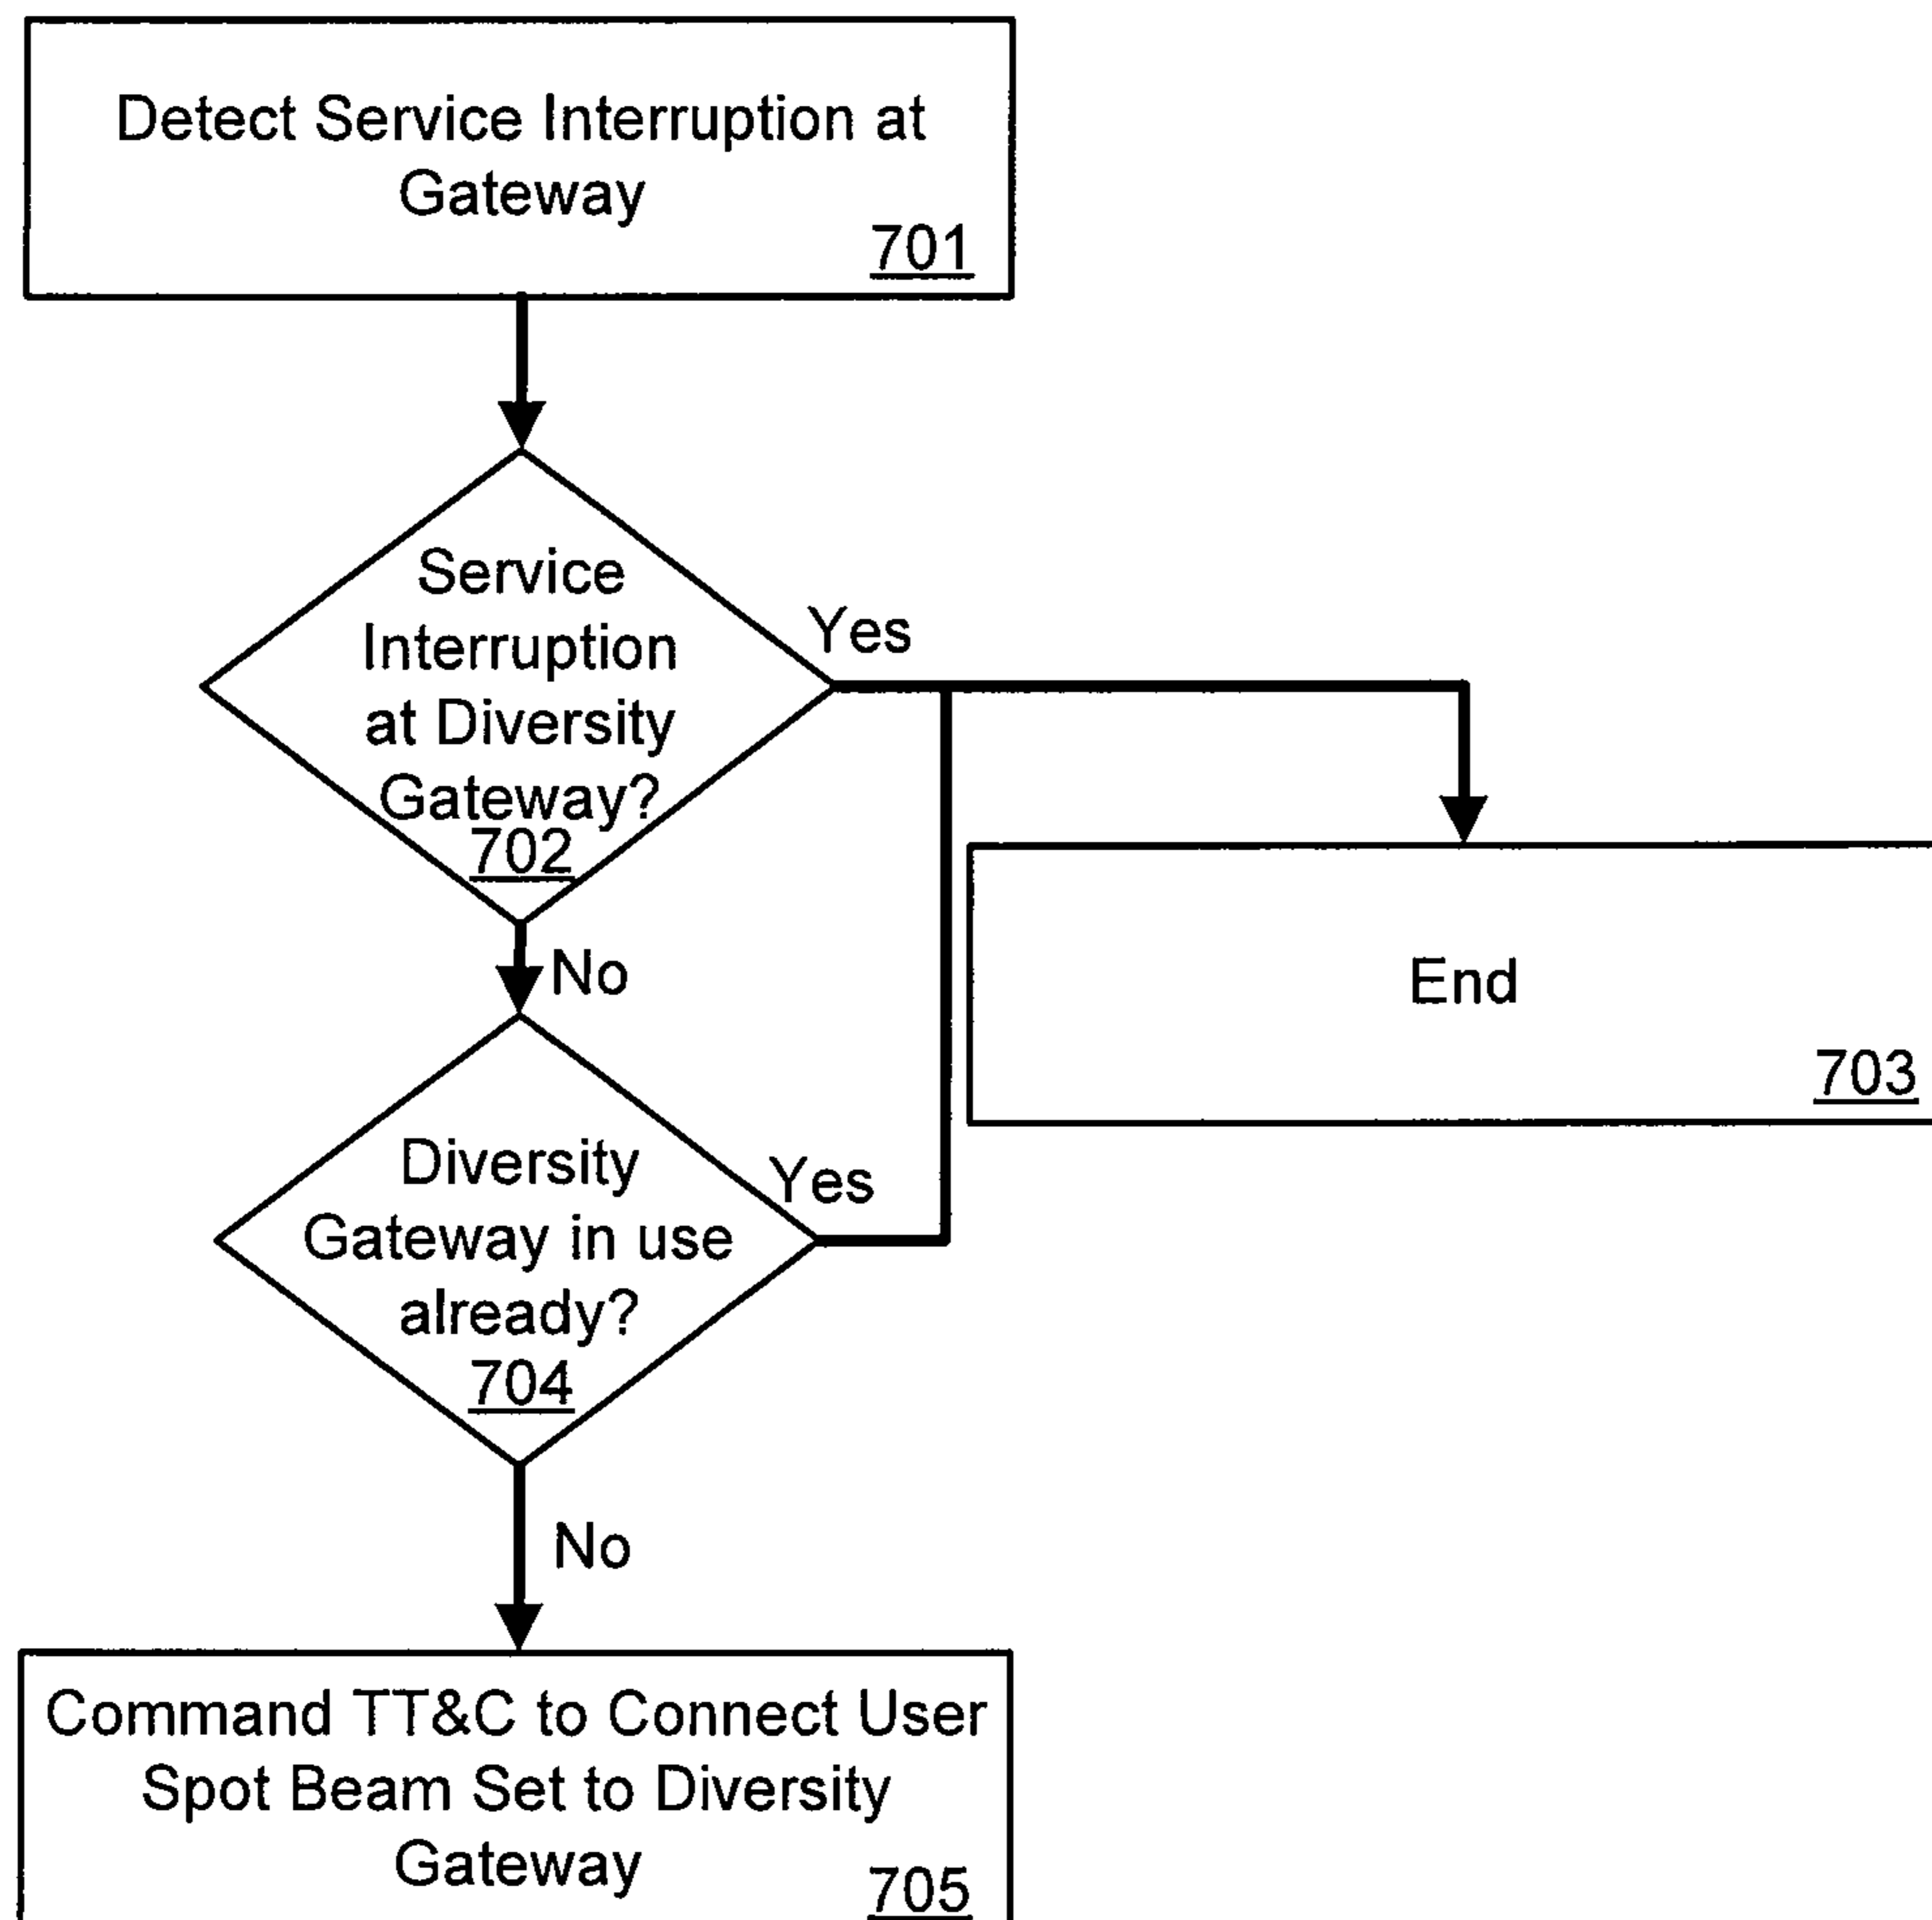 Detect Service Interruption at
Gateway
701
Service
Interruption
at Diversity
Gateway?
702
Yes
No
End
703
Diversity
Gateway in use
already?
704
Yes
No
Command TT&C to Connect User
Spot Beam Set to Diversity
Gateway
705